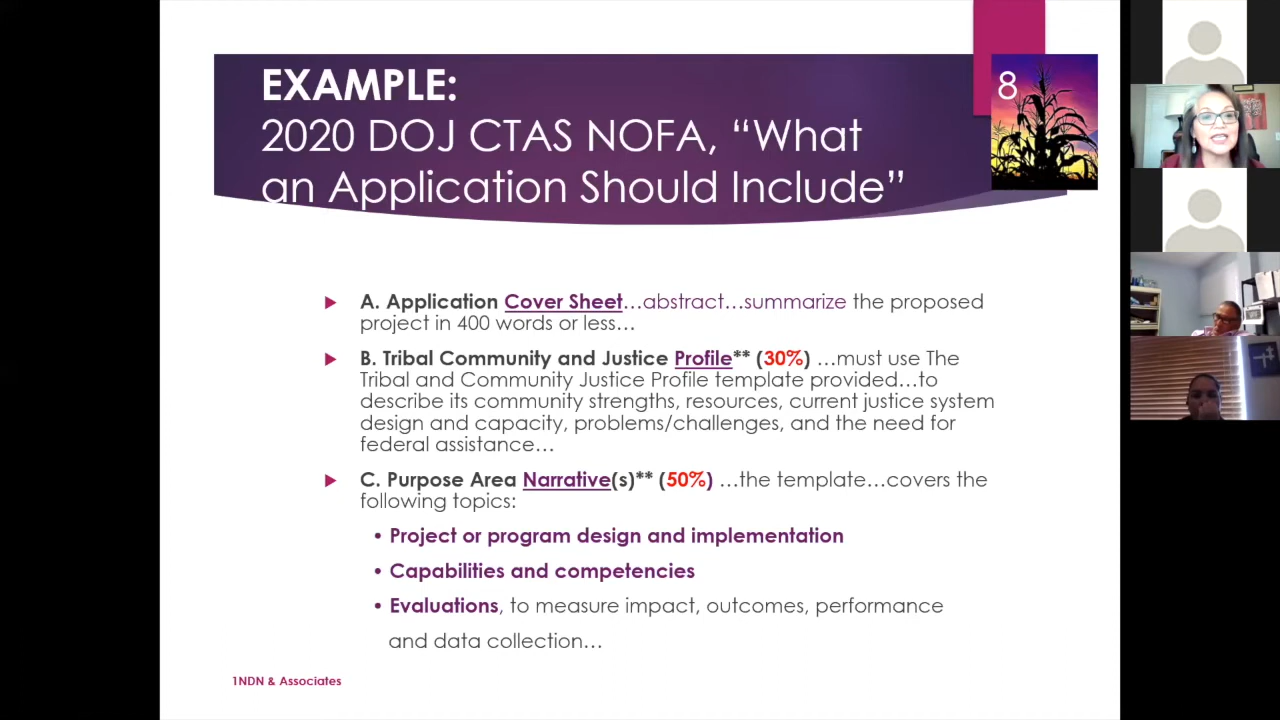 EXAMPLE:
8
2020 DOJ CTAS NOFA, “What
an Application Should Include”
▶ A. Application Cover Sheet…abstract…summarize the proposed
project in 400 words or less…
▶ B. Tribal Community and Justice Profile** (30%) …must use The
Tribal and Community Justice Profile template provided…to
describe its community strengths, resources, current justice system
design and capacity, problems/challenges, and the need for
federal assistance…
▶ C. Purpose Area Narrative(s)** (50%) …the template…covers the
following topics:
• Project or program design and implementation
• Capabilities and competencies
• Evaluations, to measure impact, outcomes, performance
and data collection…
1NDN & Associates